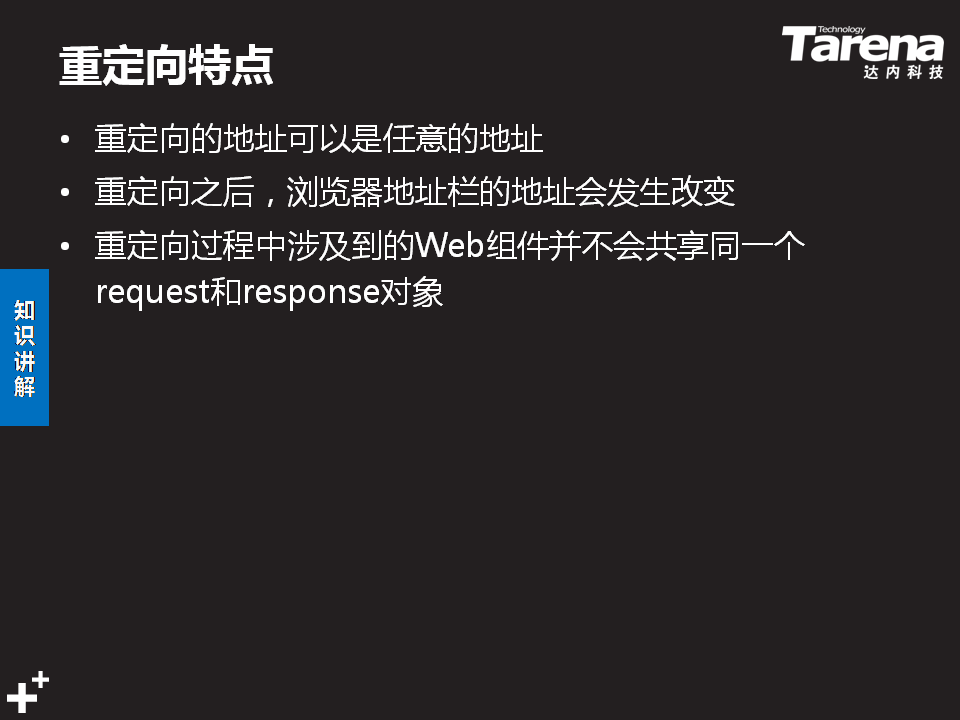 重定向特点
Technology
Tarena
达内科技
• 重定向的地址可以是任意的地址
• 重定向之后，浏览器地址栏的地址会发生改变
• 重定向过程中涉及到的Web组件并不会共享同一个
request和response对象
知
识
讲
解